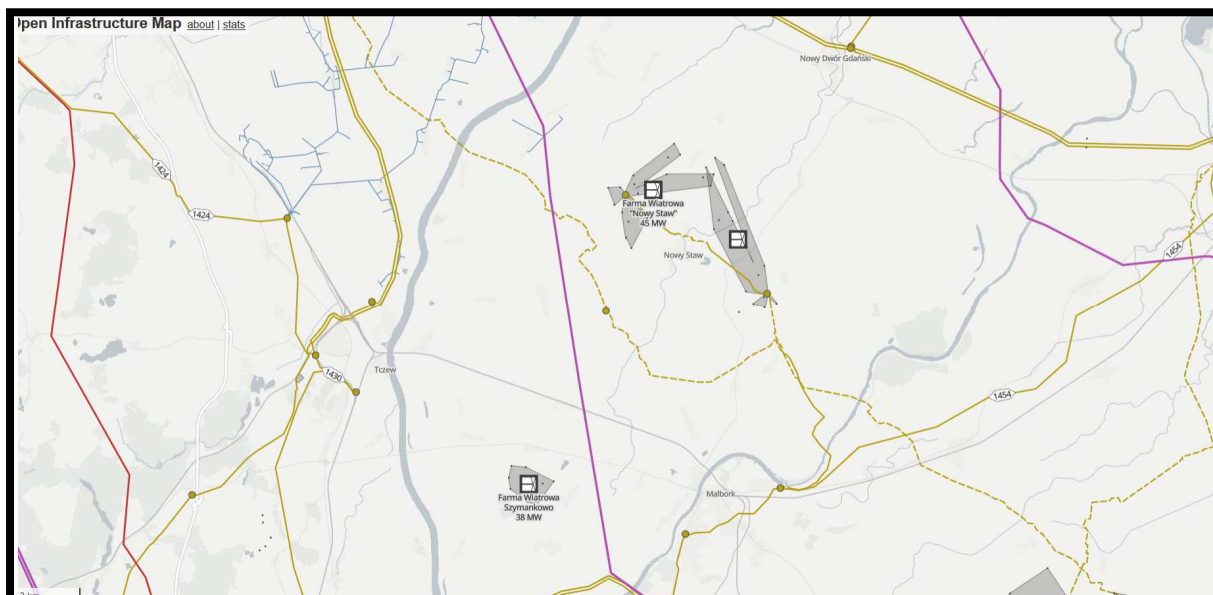 Open Infrastructure Map about | stats
Nowy Dwór Gdański
1424
1424
Farma Wiatrowa
"Nowy Staw"
45 MW
Nowy Staw
1454
1430
Tczew
1454
Farma Wiatrowa
Szymankowo
38 MW
Malbork